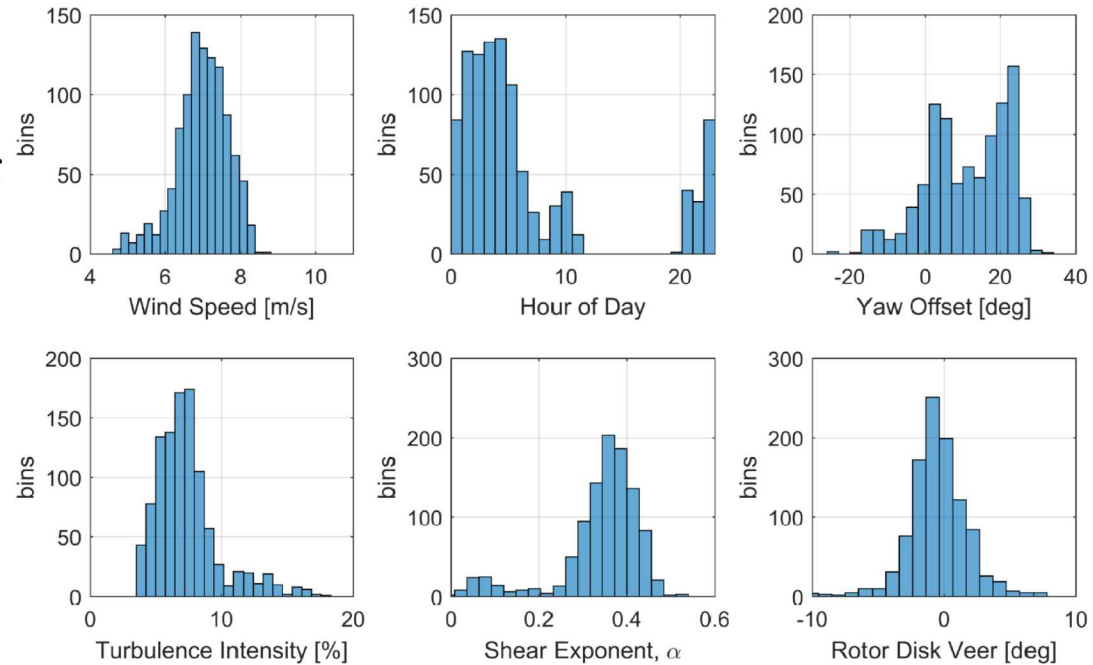 150
100
50
0
bins
4 6 8 10
Wind Speed [m/s]
150
100
50
0
bins
0 10 20
Hour of Day
200
150
100
50
0
bins
-20 0 20 40
Yaw Offset [deg]
200
150
100
50
0
bins
0 10 20
Turbulence Intensity [%]
300
200
100
0
bins
0 0.2 0.4 0.6
Shear Exponent, α
300
200
100
0
bins
-10 0 10
Rotor Disk Veer [deg]